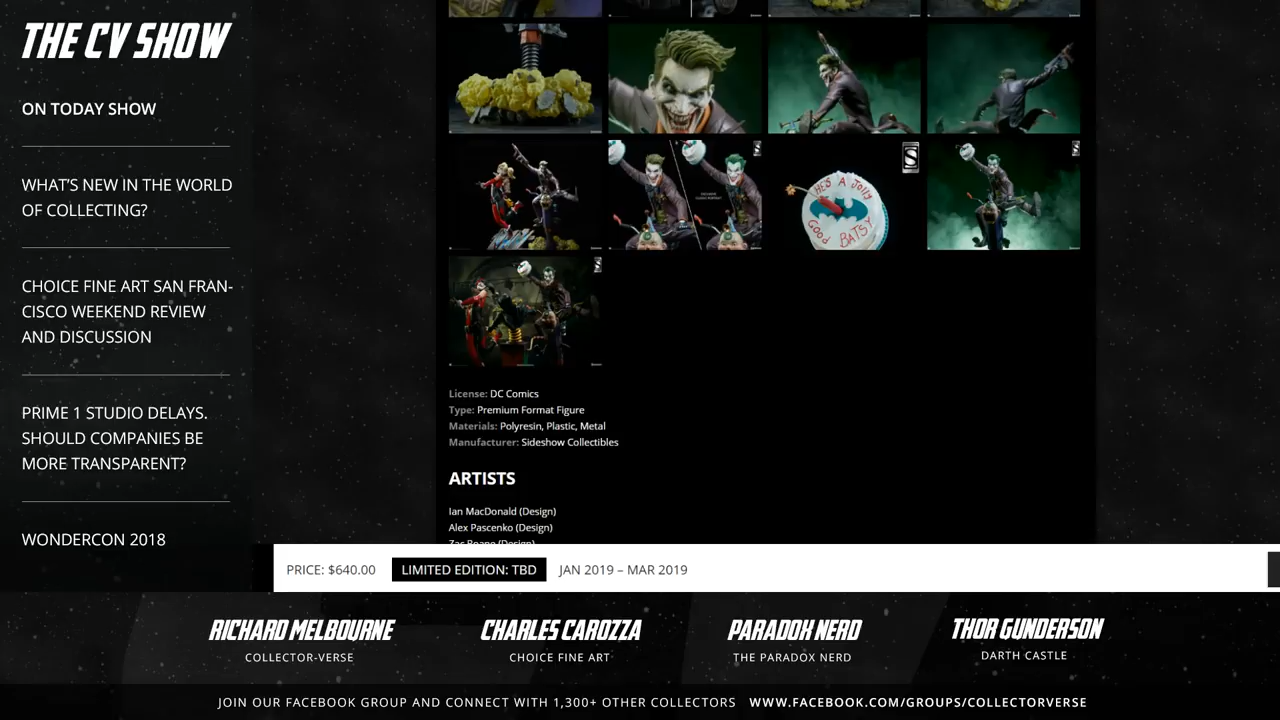 THE CV SHOW
ON TODAY SHOW
WHAT'S NEW IN THE WORLD
OF COLLECTING?
CHOICE FINE ART SAN FRAN-
CISCO WEEKEND REVIEW
AND DISCUSSION
PRIME 1 STUDIO DELAYS.
SHOULD COMPANIES BE
MORE TRANSPARENT?
WONDERCON 2018
HE'S A JOLLY
GOOD BATSY
License: DC Comics
Type: Premium Format Figure
Materials: Polyresin, Plastic, Metal
Manufacturer: Sideshow Collectibles
ARTISTS
Ian MacDonald (Design)
Alex Pascenko (Design)
Zac Roane (Design)
PRICE: $640.00
LIMITED EDITION: TBD
JAN 2019 – MAR 2019
RICHARD MELBOURNE
COLLECTOR-VERSE
CHARLES CAROZZA
CHOICE FINE ART
PARADOX NERD
THE PARADOX NERD
THOR GUNDERSON
DARTH CASTLE
JOIN OUR FACEBOOK GROUP AND CONNECT WITH 1,300+ OTHER COLLECTORS WWW.FACEBOOK.COM/GROUPS/COLLECTORVERSE